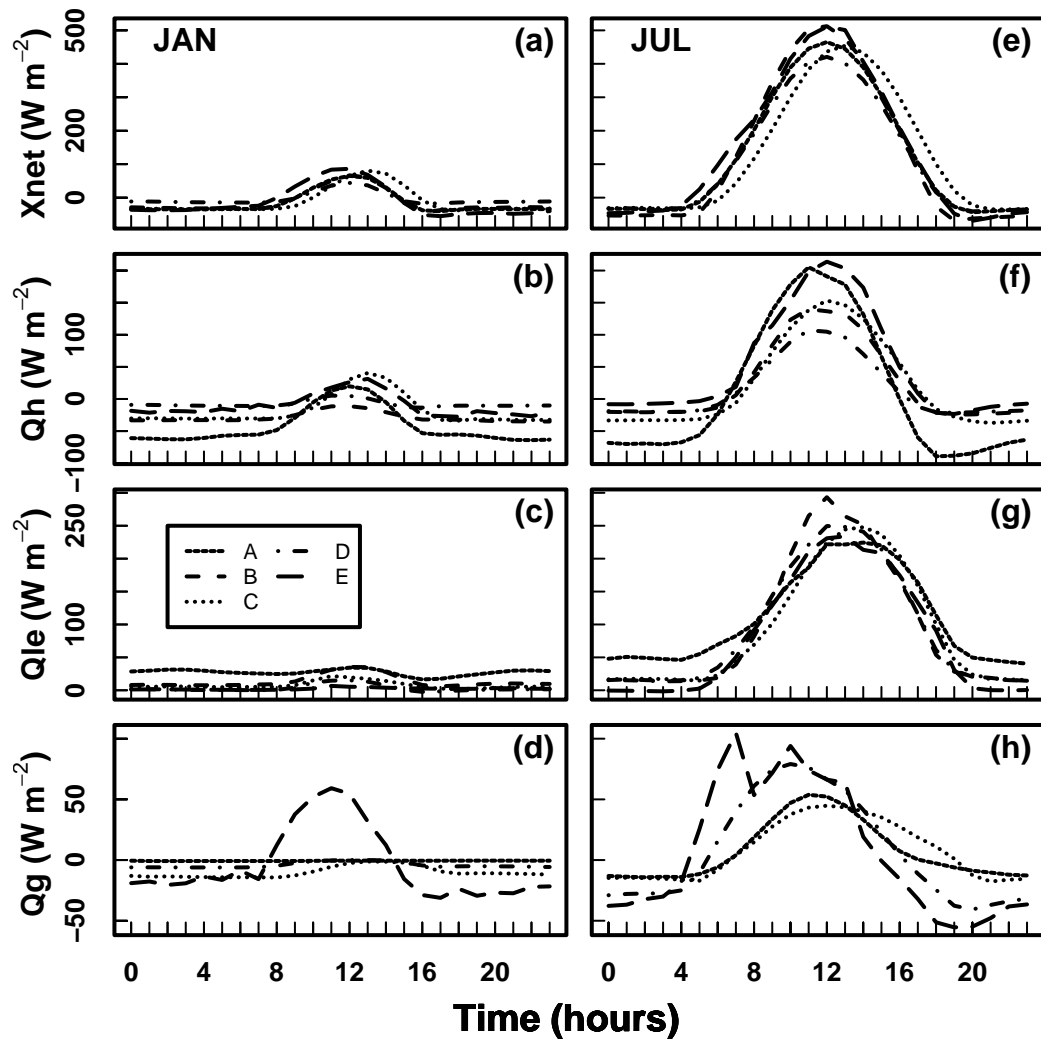 JAN
(a)
JUL
(e)
Xnet (W m−2)
0
200
500
(b)
(f)
Qh (W m−2)
−100
0
100
(c)
(g)
Qle (W m−2)
0
100
250
A
B
C
D
E
(d)
(h)
Qg (W m−2)
−50
0
50
0 4 8 12 16 20
0 4 8 12 16 20
Time (hours)